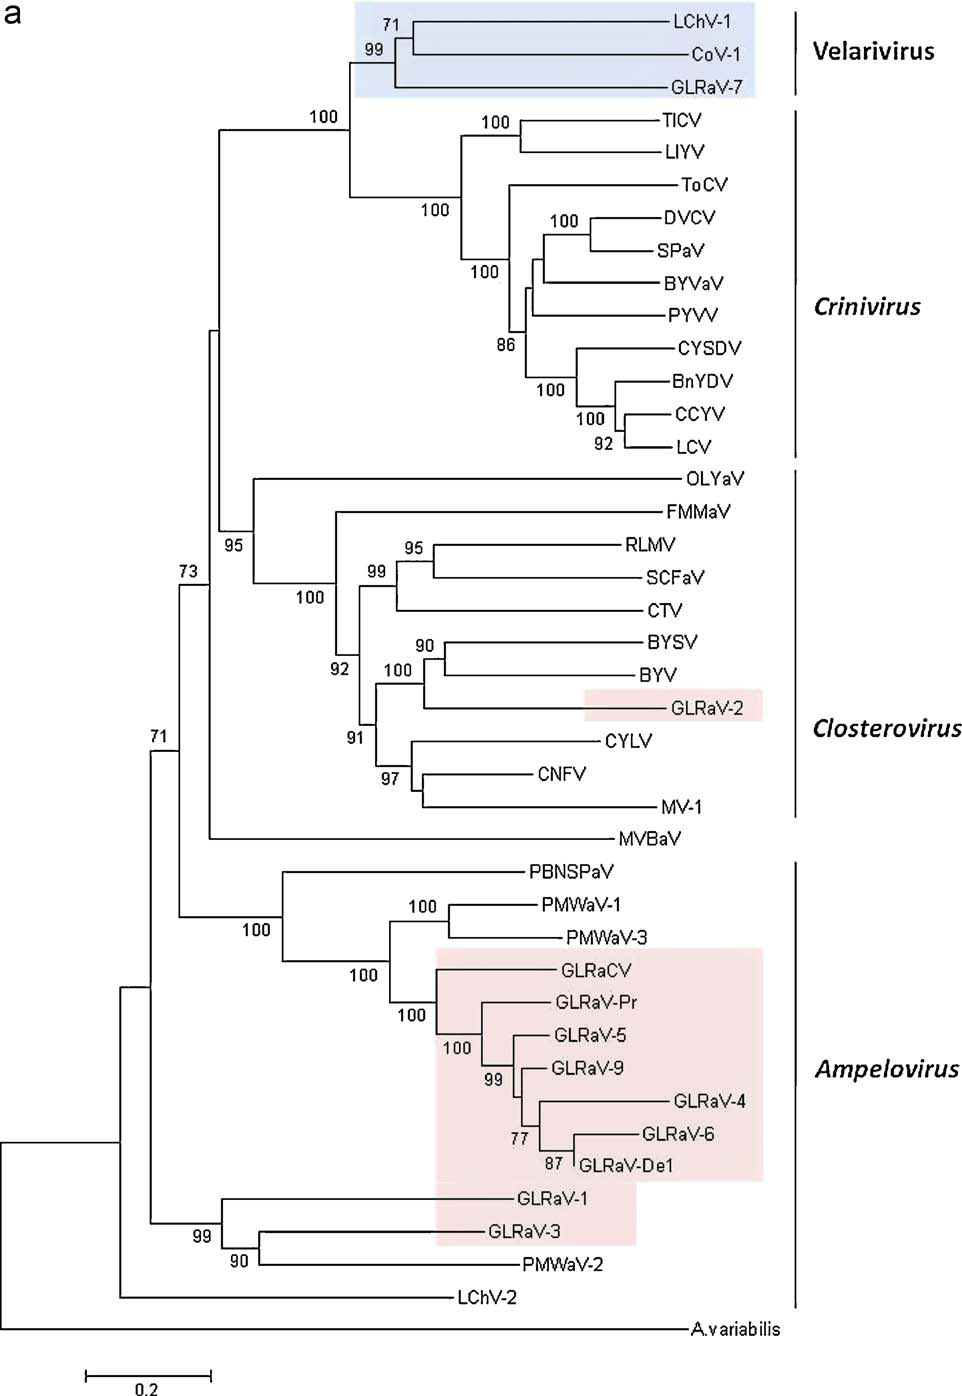 a
LChV-1
71
CoV-1
99
GLRaV-7
Velarivirus
100
TICV
100
LIYV
ToCV
100
DVCV
100
SPaV
100
BYVaV
PYVV
Crinivirus
86
CYSDV
BnYDV
100
CCYV
100
LCV
92
OLYaV
FMMaV
95
RLMV
95
SCFaV
99
73
100
CTV
BYSV
90
92
BYV
100
GLRaV-2
Closterovirus
91
CYLV
71
CNFV
97
MV-1
MVBaV
PBNSPaV
PMWaV-1
100
100
PMWaV-3
GLRaCV
100
GLRaV-Pr
100
GLRaV-5
100
GLRaV-9
99
Ampelovirus
GLRaV-4
77
GLRaV-6
87
GLRaV-De1
GLRaV-1
GLRaV-3
99
PMWaV-2
90
LChV-2
A.variabilis
0.2